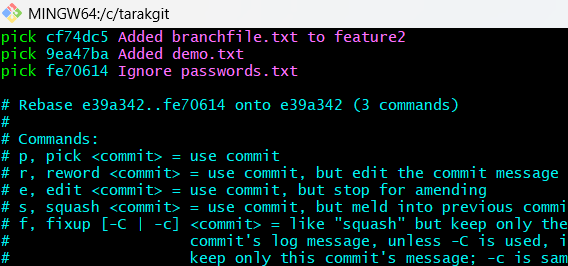 MINGW64:/c/tarakgit
pick cf74dc5 Added branchfile.txt to feature2
pick 9ea47ba Added demo.txt
pick fe70614 Ignore passwords.txt
# Rebase e39a342..fe70614 onto e39a342 (3 commands)
#
# Commands:
# p, pick <commit> = use commit
# r, reword <commit> = use commit, but edit the commit message
# e, edit <commit> = use commit, but stop for amending
# s, squash <commit> = use commit, but meld into previous commi
# f, fixup [-C | -c] <commit> = like "squash" but keep only the
# commit's log message, unless -C is used, i
# keep only this commit's message; -c is sam